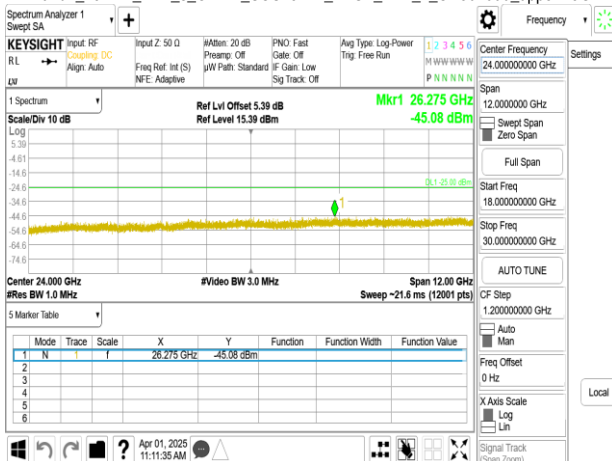 Spectrum Analyzer 1
Swept SA
Frequency
KEYSIGHT
RL
Input: RF
Coupling: DC
Align: Auto
Input Z: 50 Ω
Freq Ref: Int (S)
NFE: Adaptive
#Atten: 20 dB
Preamp: Off
µW Path: Standard
PNO: Fast
Gate: Off
IF Gain: Low
Sig Track: Off
Avg Type: Log-Power
Trig: Free Run
1 2 3 4 5 6
M W W W W W
P N N N N N
1 Spectrum
Scale/Div 10 dB
Log
Ref Lvl Offset 5.39 dB
Ref Level 15.39 dBm
Mkr1 26.275 GHz
-45.08 dBm
5.39
-4.61
-14.6
-24.6
-34.6
-44.6
-54.6
-64.6
-74.6
DL1 -25.00 dBm
1
Center 24.000 GHz
#Res BW 1.0 MHz
#Video BW 3.0 MHz
Span 12.00 GHz
Sweep ~21.6 ms (12001 pts)
5 Marker Table
Mode Trace Scale X Y Function Function Width Function Value
1 N 1 f 26.275 GHz -45.08 dBm
2
3
4
5
6
Apr 01, 2025
11:11:35 AM
Center Frequency
24.000000000 GHz
Span
12.0000000 GHz
Swept Span
Zero Span
Full Span
Start Freq
18.000000000 GHz
Stop Freq
30.000000000 GHz
AUTO TUNE
CF Step
1.200000000 GHz
Auto
Man
Freq Offset
0 Hz
X Axis Scale
Log
Lin
Signal Track
(Span Zoom)
Settings
Local